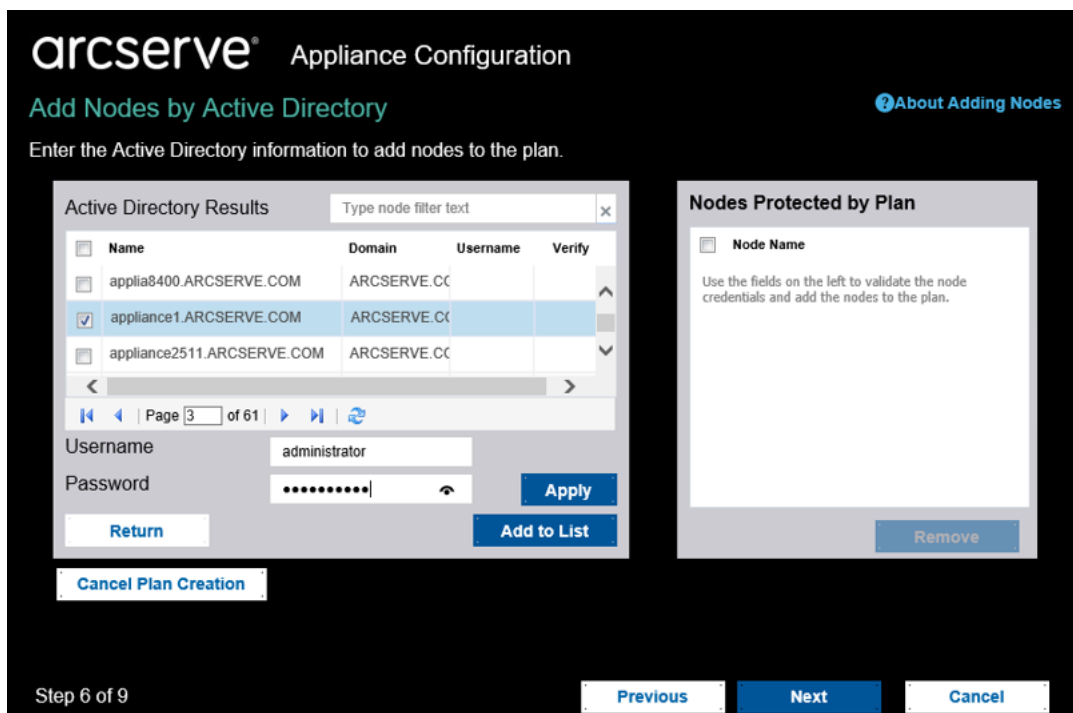 arcserve® Appliance Configuration
Add Nodes by Active Directory
?About Adding Nodes
Enter the Active Directory information to add nodes to the plan.
Active Directory Results
Type node filter text
Name Domain Username Verify
applia8400.ARCSERVE.COM ARCSERVE.CO
appliance1.ARCSERVE.COM ARCSERVE.CO
appliance2511.ARCSERVE.COM ARCSERVE.CO
Page 3 of 61
Username administrator
Password ••••••••••
Apply
Return
Add to List
Nodes Protected by Plan
Node Name
Use the fields on the left to validate the node
credentials and add the nodes to the plan.
Remove
Cancel Plan Creation
Step 6 of 9
Previous
Next
Cancel